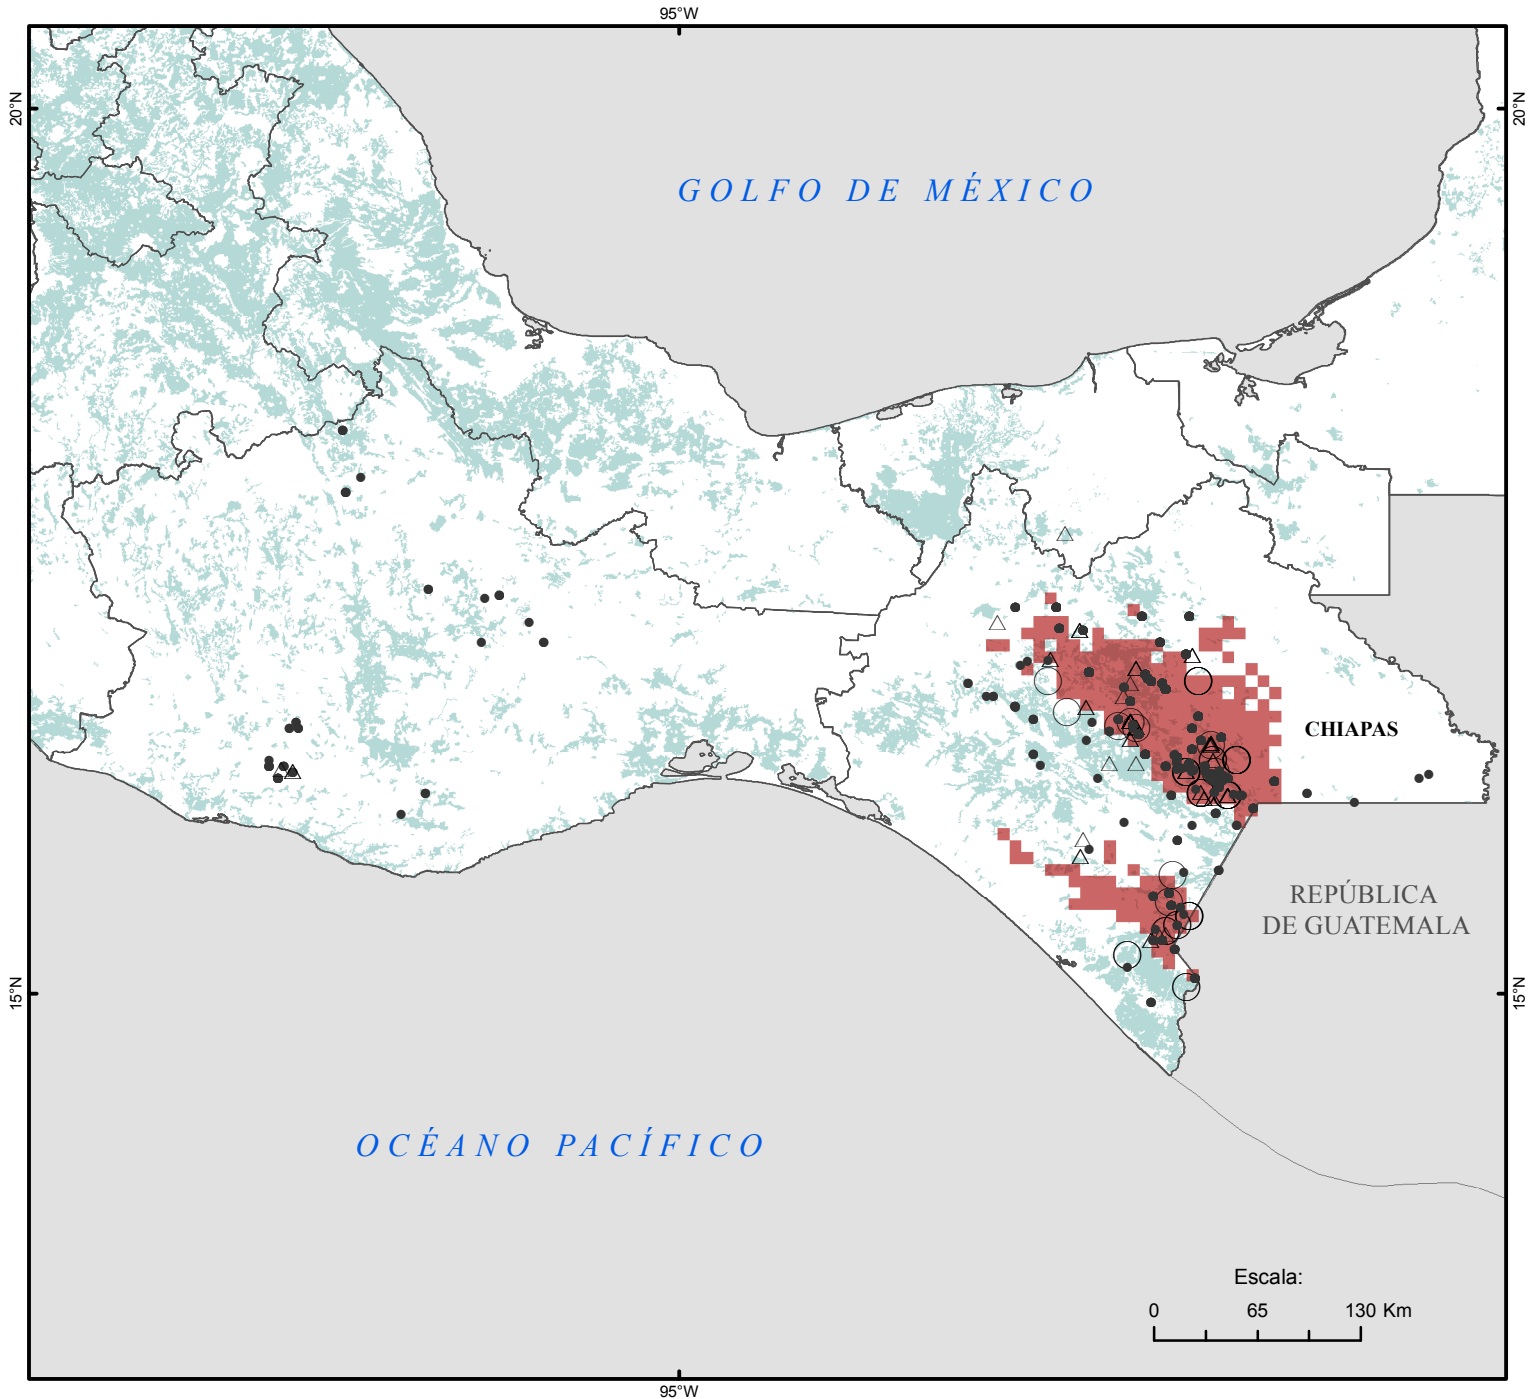 95°W
20°N
20°N
GOLFO DE MÉXICO
CHIAPAS
REPÚBLICA
DE GUATEMALA
15°N
15°N
OCÉANO PACÍFICO
Escala:
0 65 130 Km
95°W